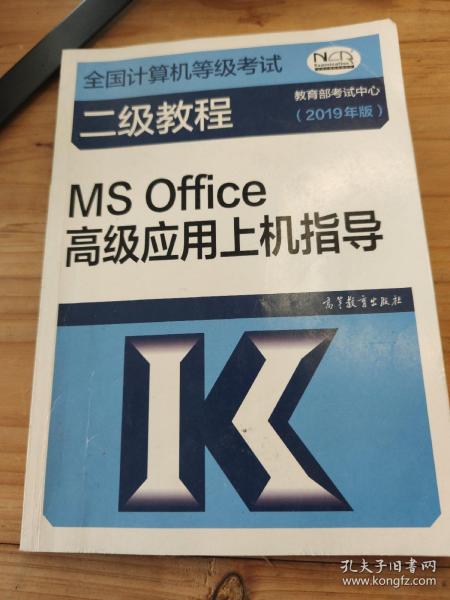 全国计算机等级考试
NCR
Examination
二级教程
教育部考试中心
(2019年版)
MS Office
高级应用上机指导
高等教育出版社
K
孔夫子旧书网
www.kongfz.com